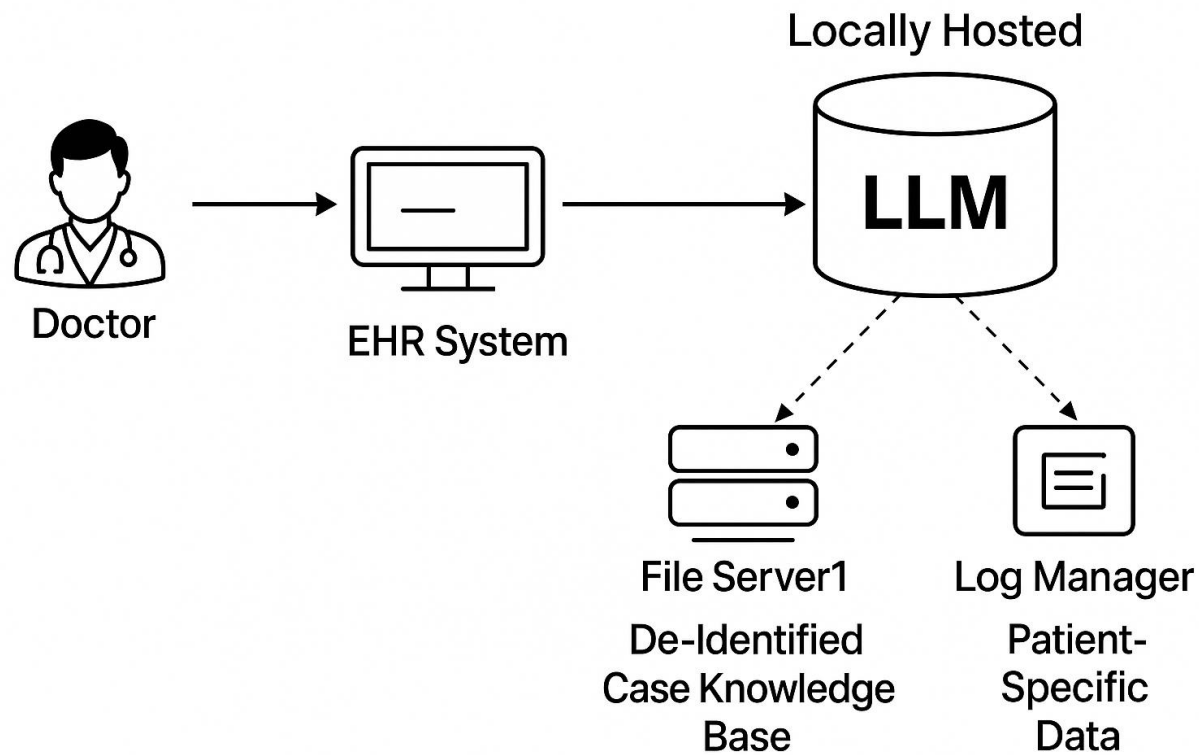 Locally Hosted
LLM
Doctor
EHR System
File Server1
De-Identified
Case Knowledge
Base
Log Manager
Patient-
Specific
Data